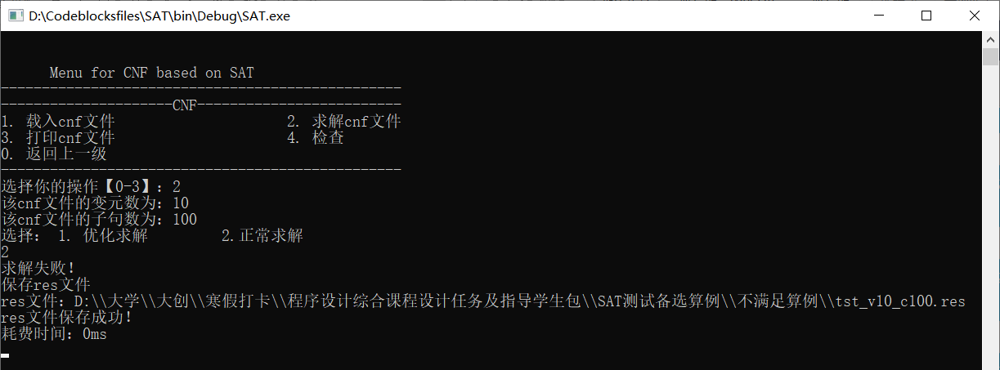 D:\Codeblocksfiles\SAT\bin\Debug\SAT.exe
Menu for CNF based on SAT
-------------------------------------------------
---------------------CNF-------------------------
1. 载入cnf文件 2. 求解cnf文件
3. 打印cnf文件 4. 检查
0. 返回上一级
-------------------------------------------------
选择你的操作【0-3】: 2
该cnf文件的变元数为: 10
该cnf文件的子句数为: 100
选择: 1. 优化求解 2.正常求解
2
求解失败!
保存res文件
res文件: D:\\大学\\大创\\寒假打卡\\程序设计综合课程设计任务及指导学生包\\SAT测试备选算例\\不满足算例\\tst_v10_c100.res
res文件保存成功!
耗费时间: 0ms